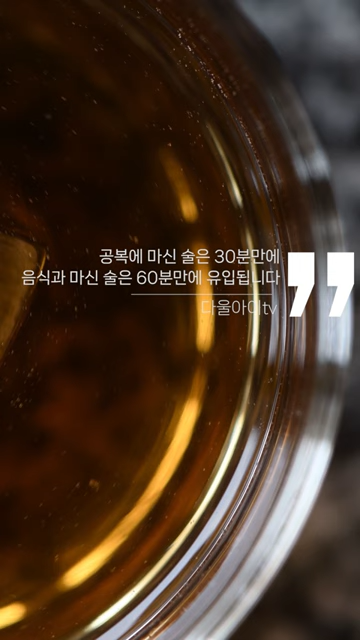 공복에 마신 술은 30분만에
음식과 마신 술은 60분만에 유입됩니다
다울아이tv
”